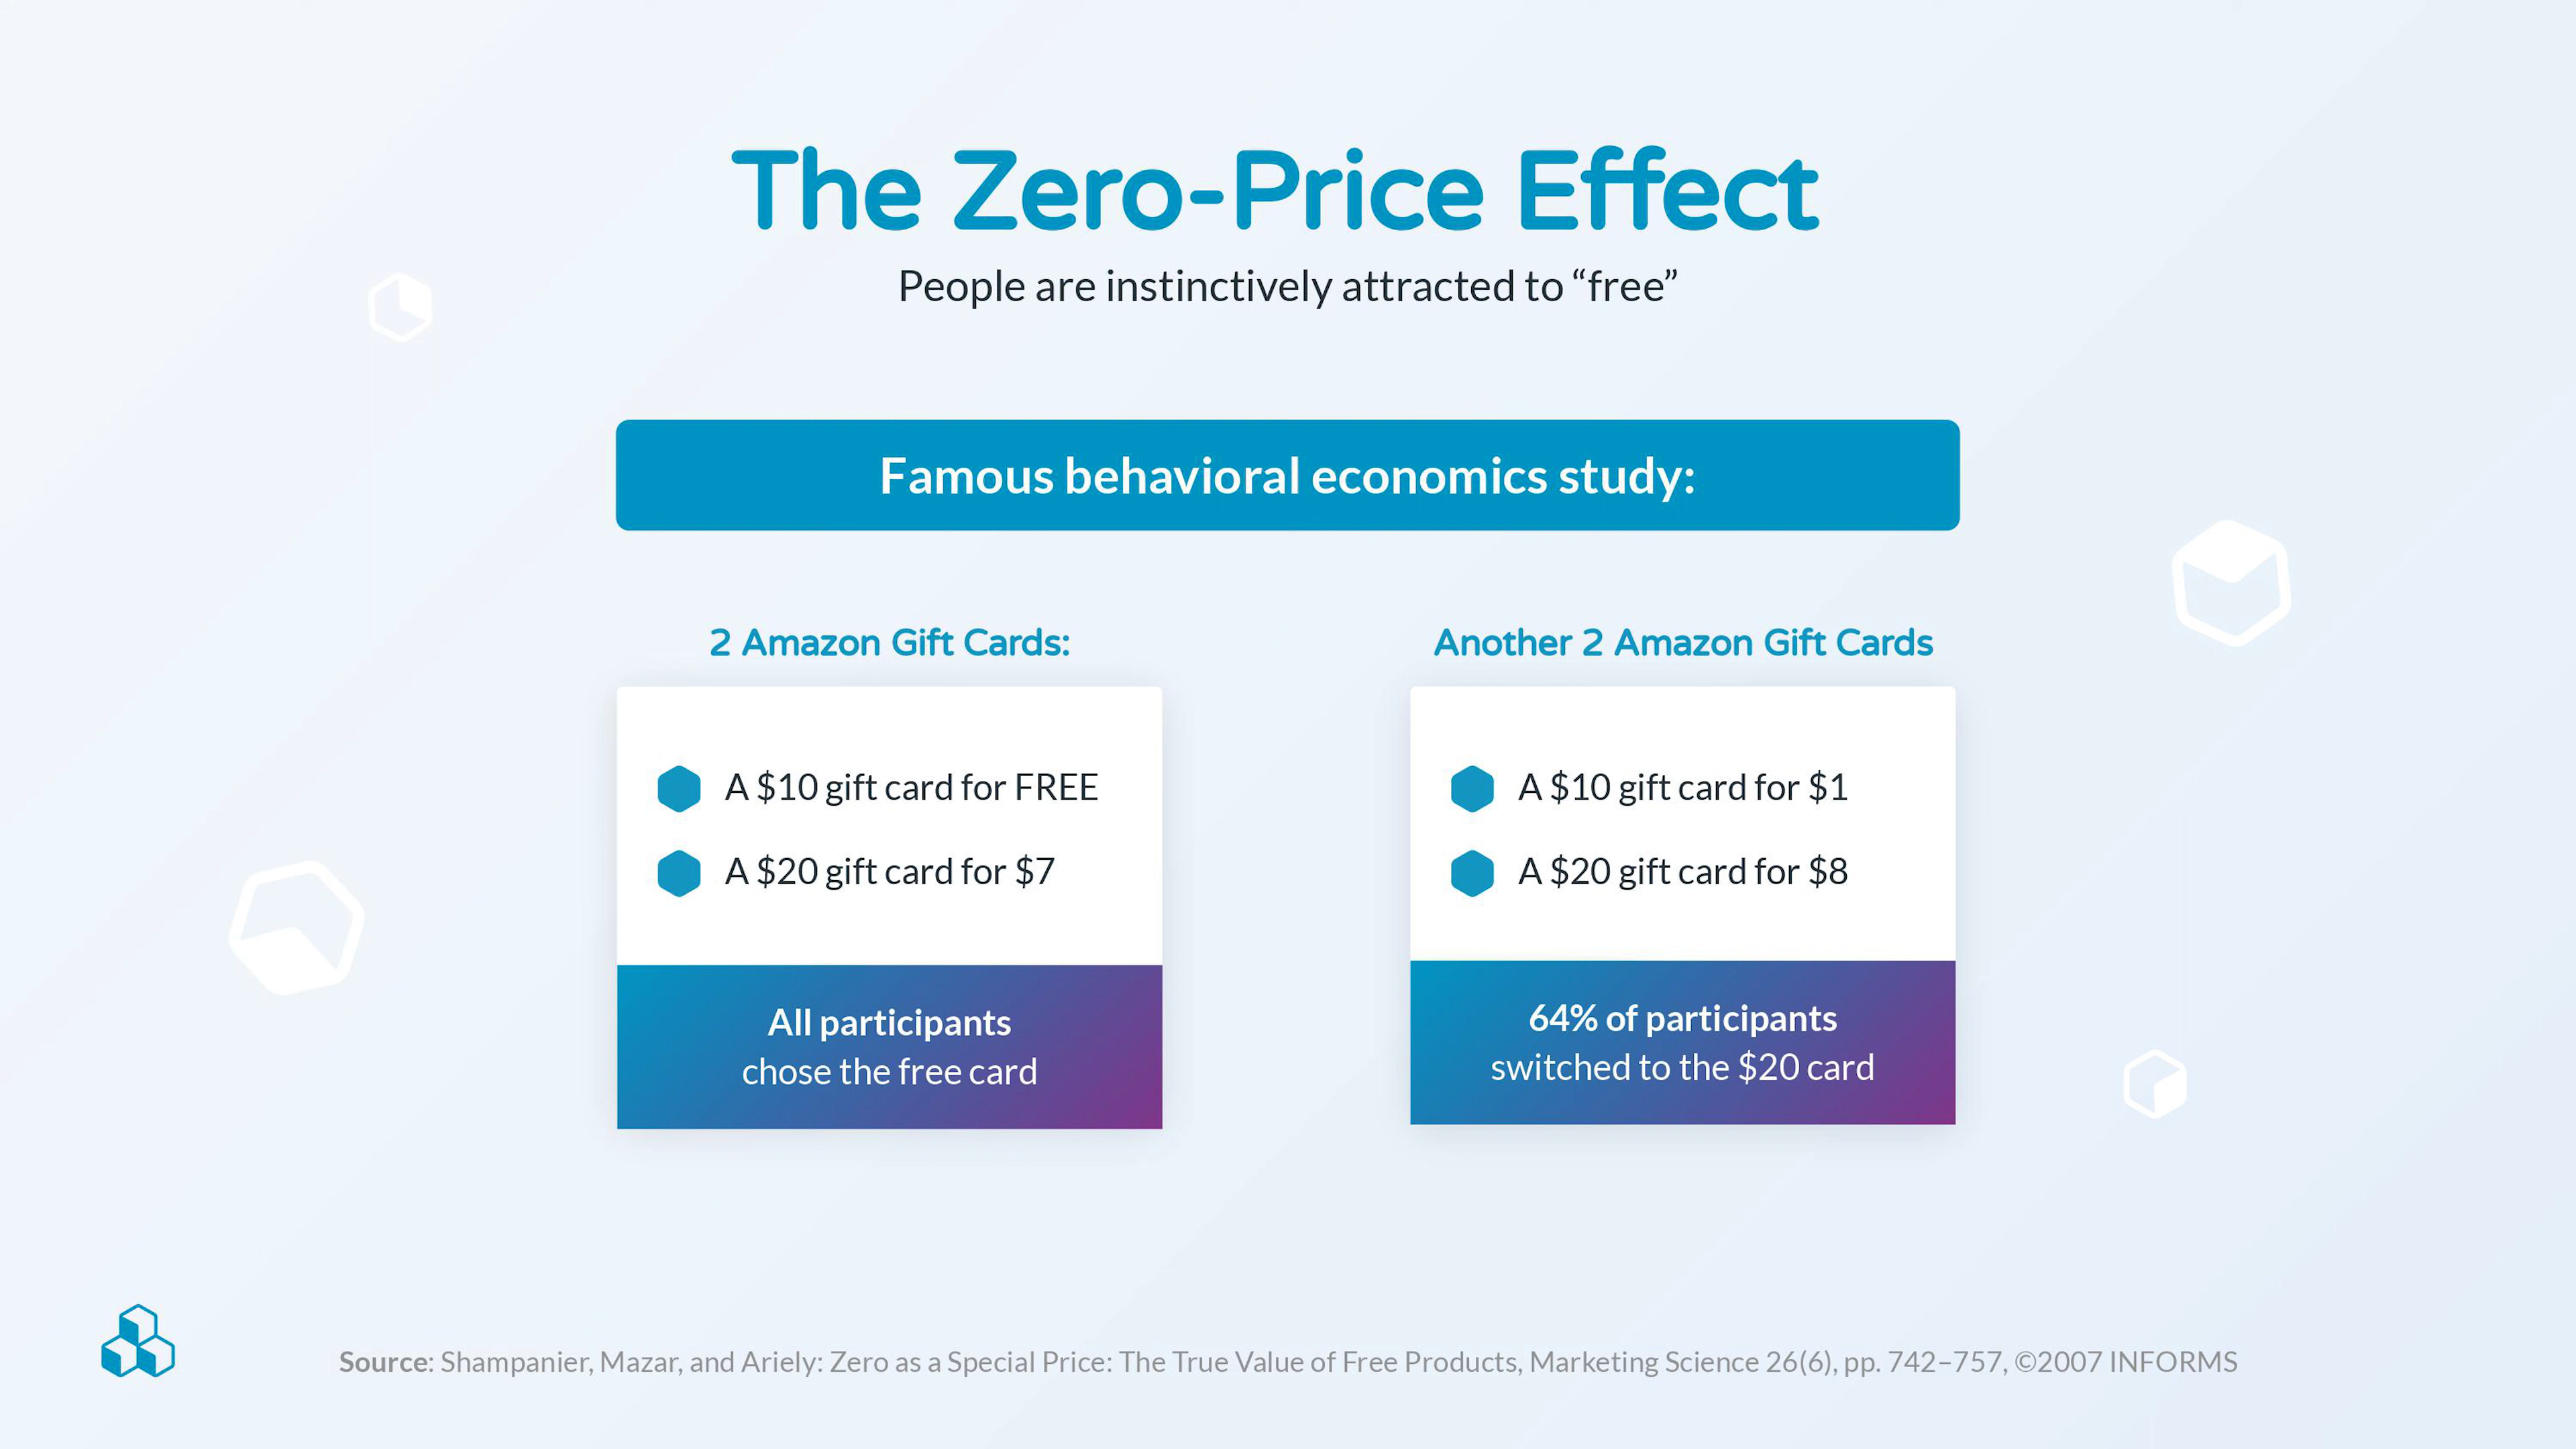 The Zero-Price Effect
People are instinctively attracted to “free”
Famous behavioral economics study:
2 Amazon Gift Cards:
A $10 gift card for FREE
A $20 gift card for $7
All participants
chose the free card
Another 2 Amazon Gift Cards
A $10 gift card for $1
A $20 gift card for $8
64% of participants
switched to the $20 card
Source: Shampanier, Mazar, and Ariely: Zero as a Special Price: The True Value of Free Products, Marketing Science 26(6), pp. 742–757, ©2007 INFORMS